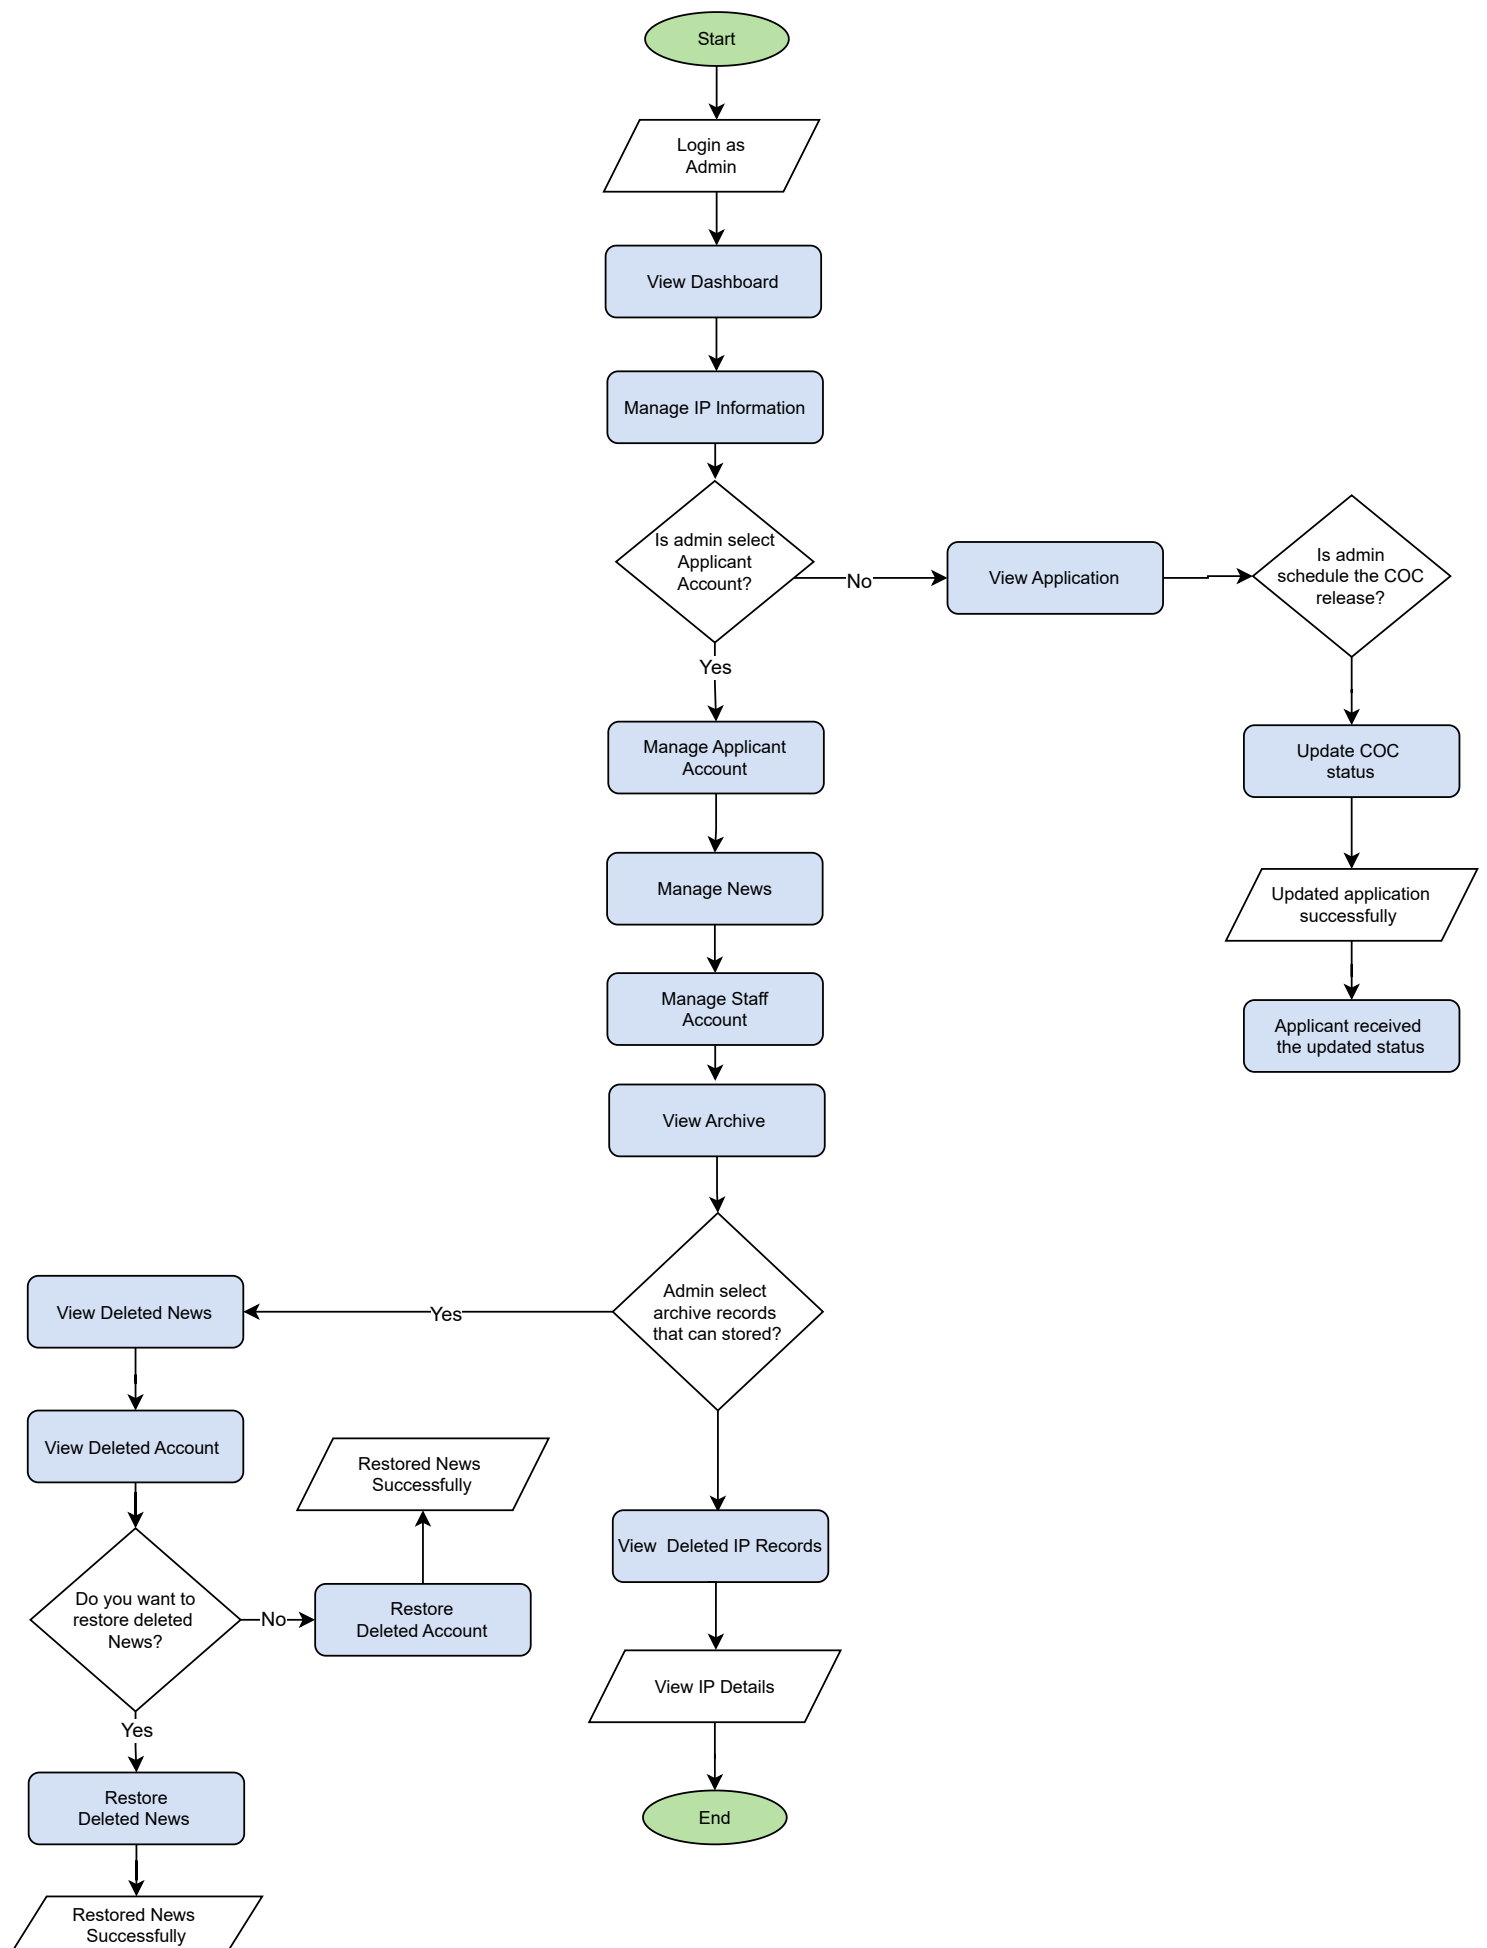 Start
Login as
Admin
View Dashboard
Manage IP Information
Is admin select
Applicant
Account?
No
View Application
Is admin
schedule the COC
release?
Yes
Manage Applicant
Account
Update COC
status
Manage News
Updated application
successfully
Manage Staff
Account
Applicant received
the updated status
View Archive
Admin select
archive records
that can stored?
Yes
View Deleted News
View Deleted Account
Restored News
Successfully
View  Deleted IP Records
Do you want to
restore deleted
News?
No
Restore
Deleted Account
View IP Details
Yes
Restore
Deleted News
End
Restored News
Successfully